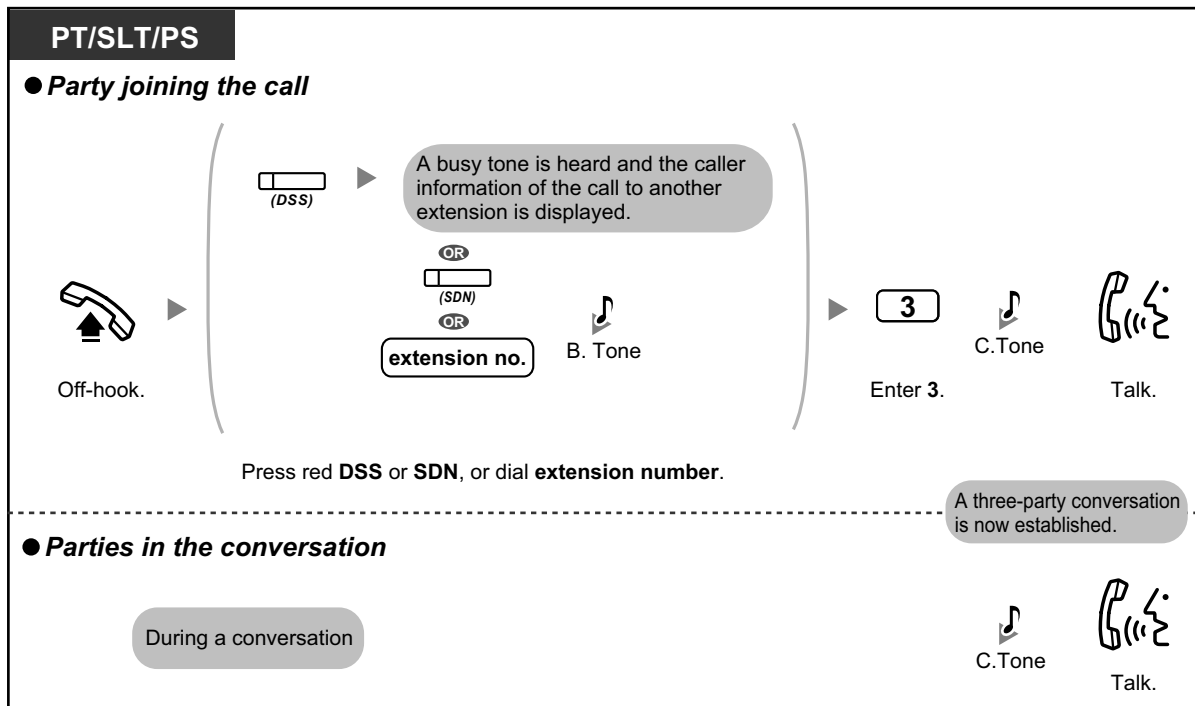 PT/SLT/PS
● Party joining the call
(DSS)
A busy tone is heard and the caller
information of the call to another
extension is displayed.
OR
(SDN)
OR
extension no.
B. Tone
3
C.Tone
Off-hook.
Enter 3.
Talk.
Press red DSS or SDN, or dial extension number.
A three-party conversation
is now established.
● Parties in the conversation
During a conversation
C.Tone
Talk.